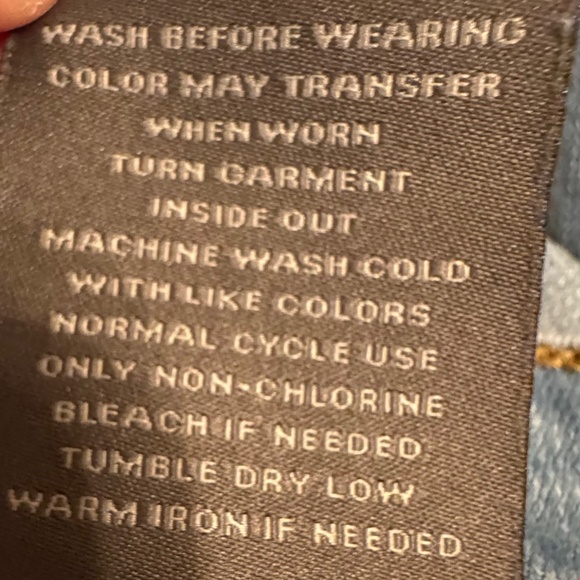 WASH BEFORE WEARING
COLOR MAY TRANSFER
WHEN WORN
TURN GARMENT
INSIDE OUT
MACHINE WASH COLD
WITH LIKE COLORS
NORMAL CYCLE USE
ONLY NON-CHLORINE
BLEACH IF NEEDED
TUMBLE DRY LOW
WARM IRON IF NEEDED